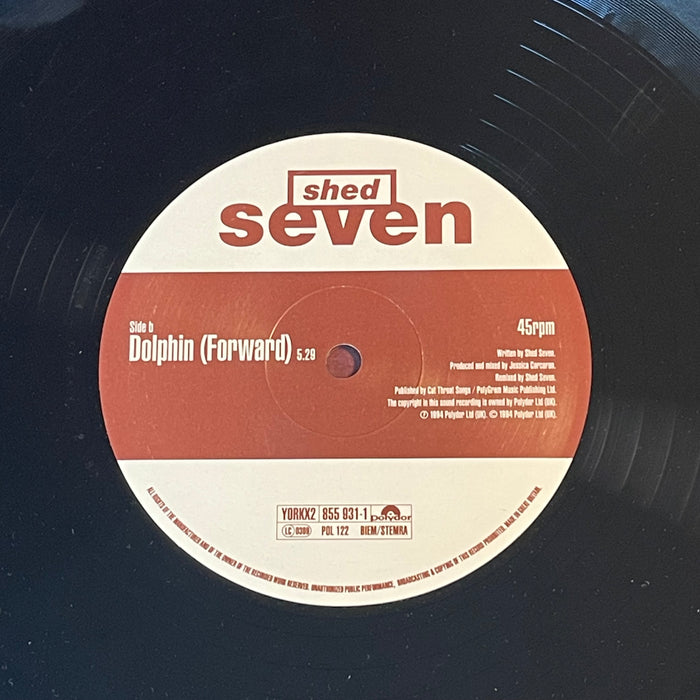 shed
seven
Side b
Dolphin (Forward) 5.29
45rpm
Written by Shed Seven.
Produced and mixed by Jessica Corcoran.
Remixed by Shed Seven.
Published by Cut Throat Songs / PolyGram Music Publishing Ltd.
The copyright in this sound recording is owned by Polydor Ltd (UK).
℗ 1994 Polydor Ltd (UK). © 1994 Polydor Ltd (UK).
YORKX2 855 931-1 polydor
LC 0309 POL 122 BIEM/STEMRA
ALL RIGHTS OF THE MANUFACTURER AND OF THE OWNER OF THE RECORDED WORK RESERVED. UNAUTHORIZED PUBLIC PERFORMANCE, BROADCASTING & COPYING OF THIS RECORD PROHIBITED. MADE IN GREAT BRITAIN.